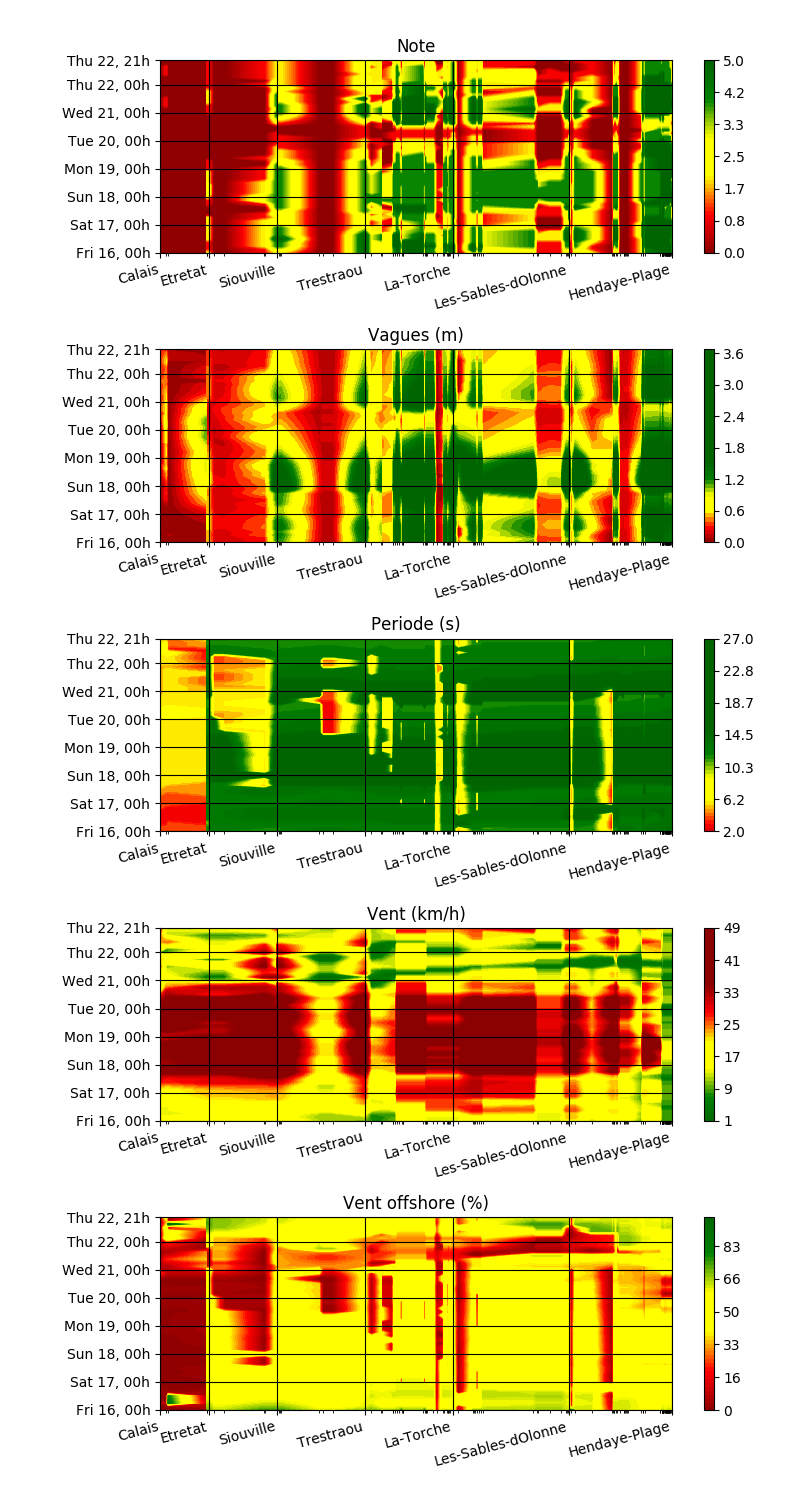 Note
Thu 22, 21h
Thu 22, 00h
Wed 21, 00h
Tue 20, 00h
Mon 19, 00h
Sun 18, 00h
Sat 17, 00h
Fri 16, 00h
Calais
Etretat
Siouville
Trestraou
La-Torche
Les-Sables-dOlonne
Hendaye-Plage
5.0
4.2
3.3
2.5
1.7
0.8
0.0
Vagues (m)
Thu 22, 21h
Thu 22, 00h
Wed 21, 00h
Tue 20, 00h
Mon 19, 00h
Sun 18, 00h
Sat 17, 00h
Fri 16, 00h
Calais
Etretat
Siouville
Trestraou
La-Torche
Les-Sables-dOlonne
Hendaye-Plage
3.6
3.0
2.4
1.8
1.2
0.6
0.0
Periode (s)
Thu 22, 21h
Thu 22, 00h
Wed 21, 00h
Tue 20, 00h
Mon 19, 00h
Sun 18, 00h
Sat 17, 00h
Fri 16, 00h
Calais
Etretat
Siouville
Trestraou
La-Torche
Les-Sables-dOlonne
Hendaye-Plage
27.0
22.8
18.7
14.5
10.3
6.2
2.0
Vent (km/h)
Thu 22, 21h
Thu 22, 00h
Wed 21, 00h
Tue 20, 00h
Mon 19, 00h
Sun 18, 00h
Sat 17, 00h
Fri 16, 00h
Calais
Etretat
Siouville
Trestraou
La-Torche
Les-Sables-dOlonne
Hendaye-Plage
49
41
33
25
17
9
1
Vent offshore (%)
Thu 22, 21h
Thu 22, 00h
Wed 21, 00h
Tue 20, 00h
Mon 19, 00h
Sun 18, 00h
Sat 17, 00h
Fri 16, 00h
Calais
Etretat
Siouville
Trestraou
La-Torche
Les-Sables-dOlonne
Hendaye-Plage
83
66
50
33
16
0